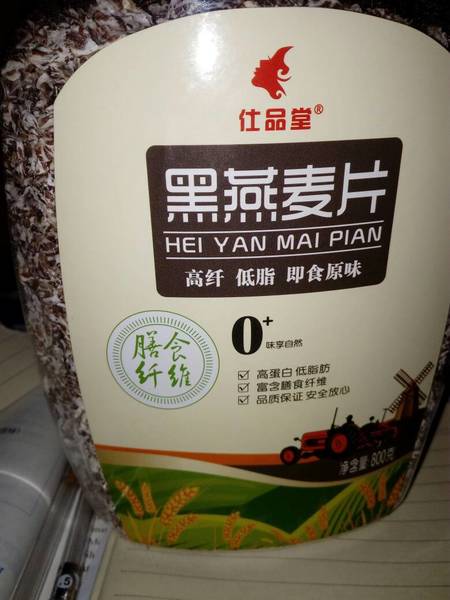 仕品堂®
黑燕麦片
HEI YAN MAI PIAN
高纤 低脂 即食原味
膳食
纤维
0+
味享自然
高蛋白 低脂肪
富含膳食纤维
品质保证 安全放心
净含量 800克